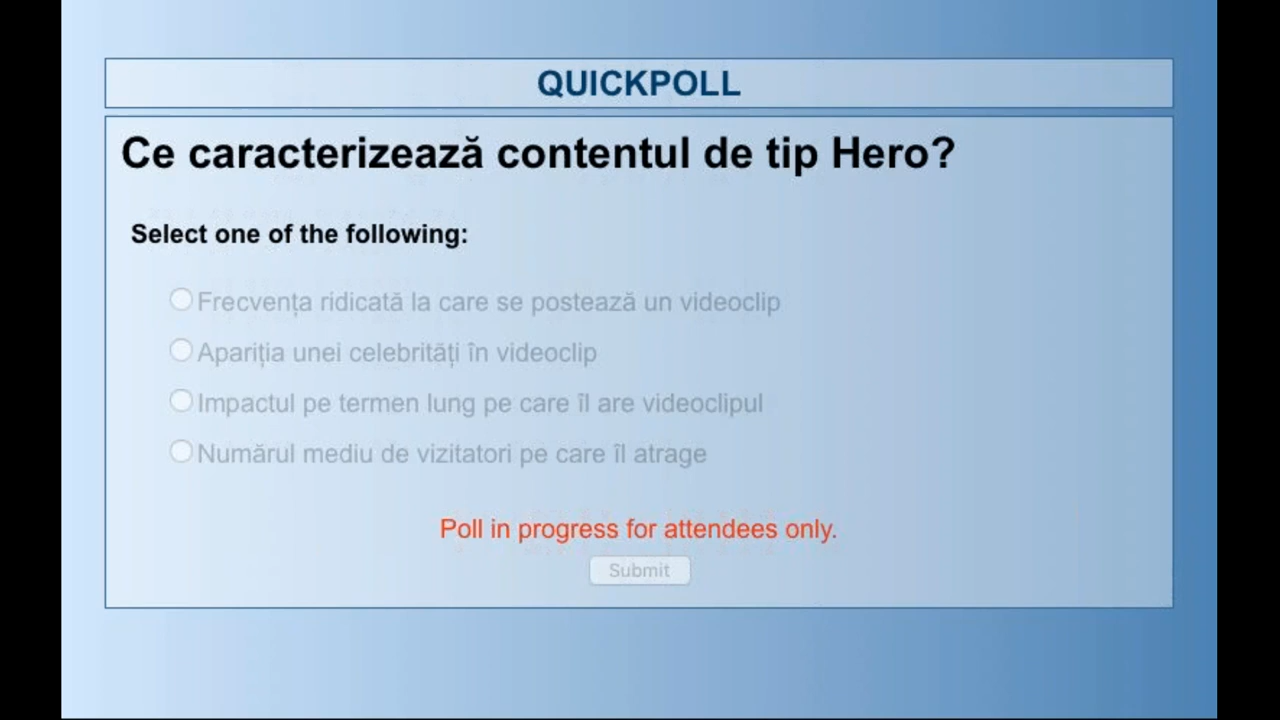 QUICKPOLL
Ce caracterizează contentul de tip Hero?
Select one of the following:
Frecvența ridicată la care se postează un videoclip
Apariția unei celebrități în videoclip
Impactul pe termen lung pe care îl are videoclipul
Numărul mediu de vizitatori pe care îl atrage
Poll in progress for attendees only.
Submit